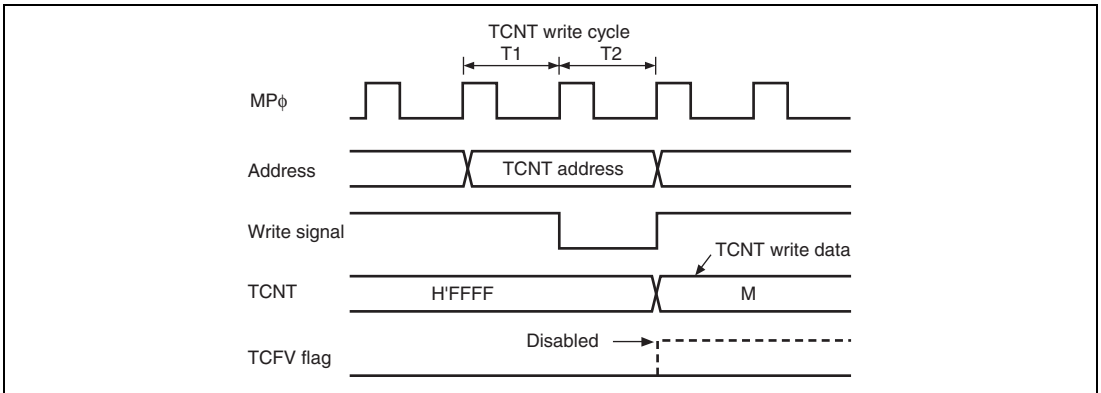 TCNT write cycle
T1 T2
MPϕ
Address TCNT address
Write signal
TCNT write data
TCNT H'FFFF M
Disabled
TCFV flag